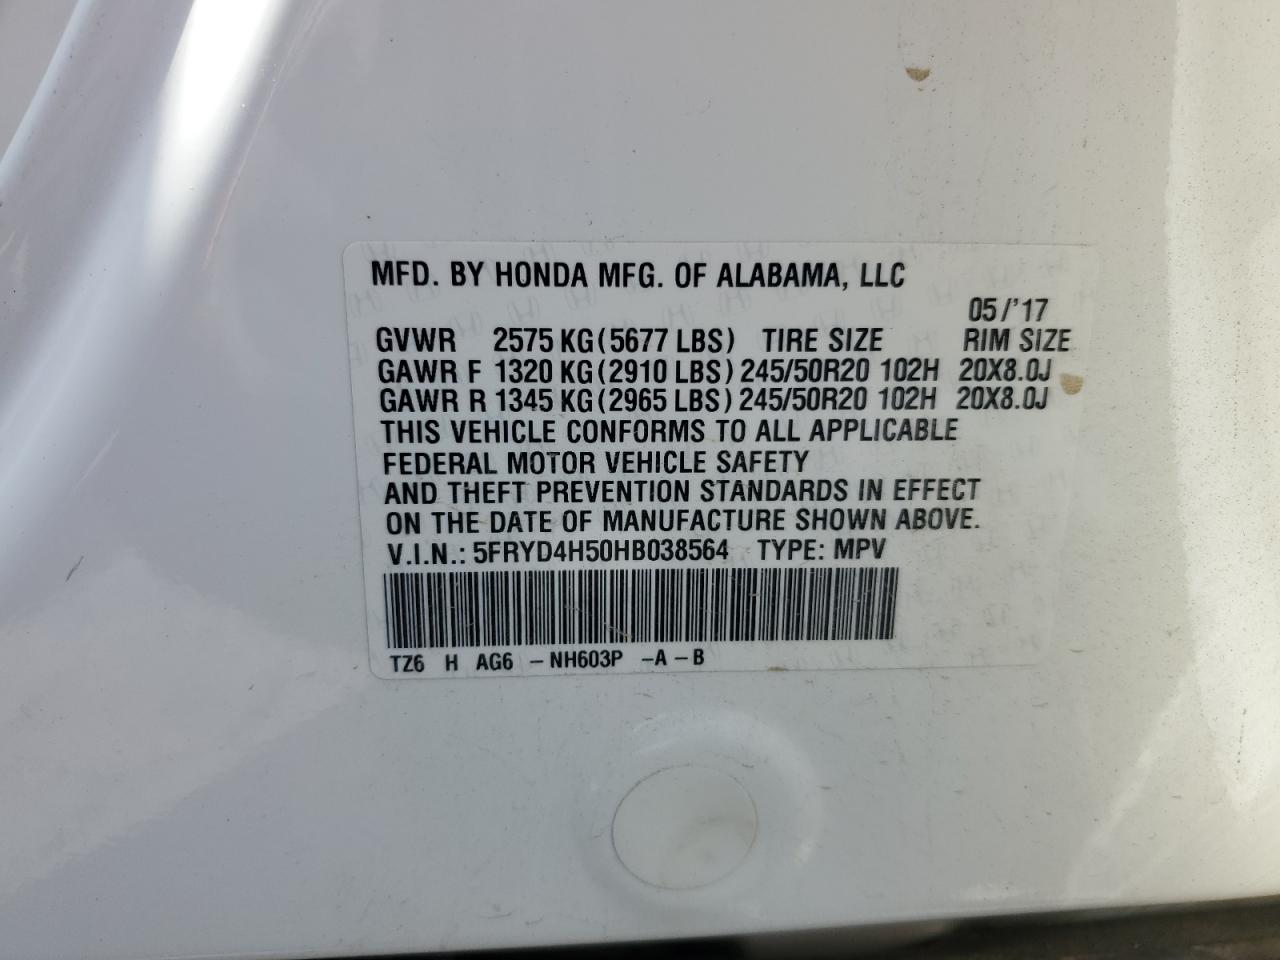 MFD. BY HONDA MFG. OF ALABAMA, LLC
05/'17
GVWR 2575 KG(5677 LBS) TIRE SIZE RIM SIZE
GAWR F 1320 KG(2910 LBS) 245/50R20 102H 20X8.0J
GAWR R 1345 KG(2965 LBS) 245/50R20 102H 20X8.0J
THIS VEHICLE CONFORMS TO ALL APPLICABLE
FEDERAL MOTOR VEHICLE SAFETY
AND THEFT PREVENTION STANDARDS IN EFFECT
ON THE DATE OF MANUFACTURE SHOWN ABOVE.
V.I.N.: 5FRYD4H50HB038564 TYPE: MPV
TZ6 H AG6 –NH603P –A–B